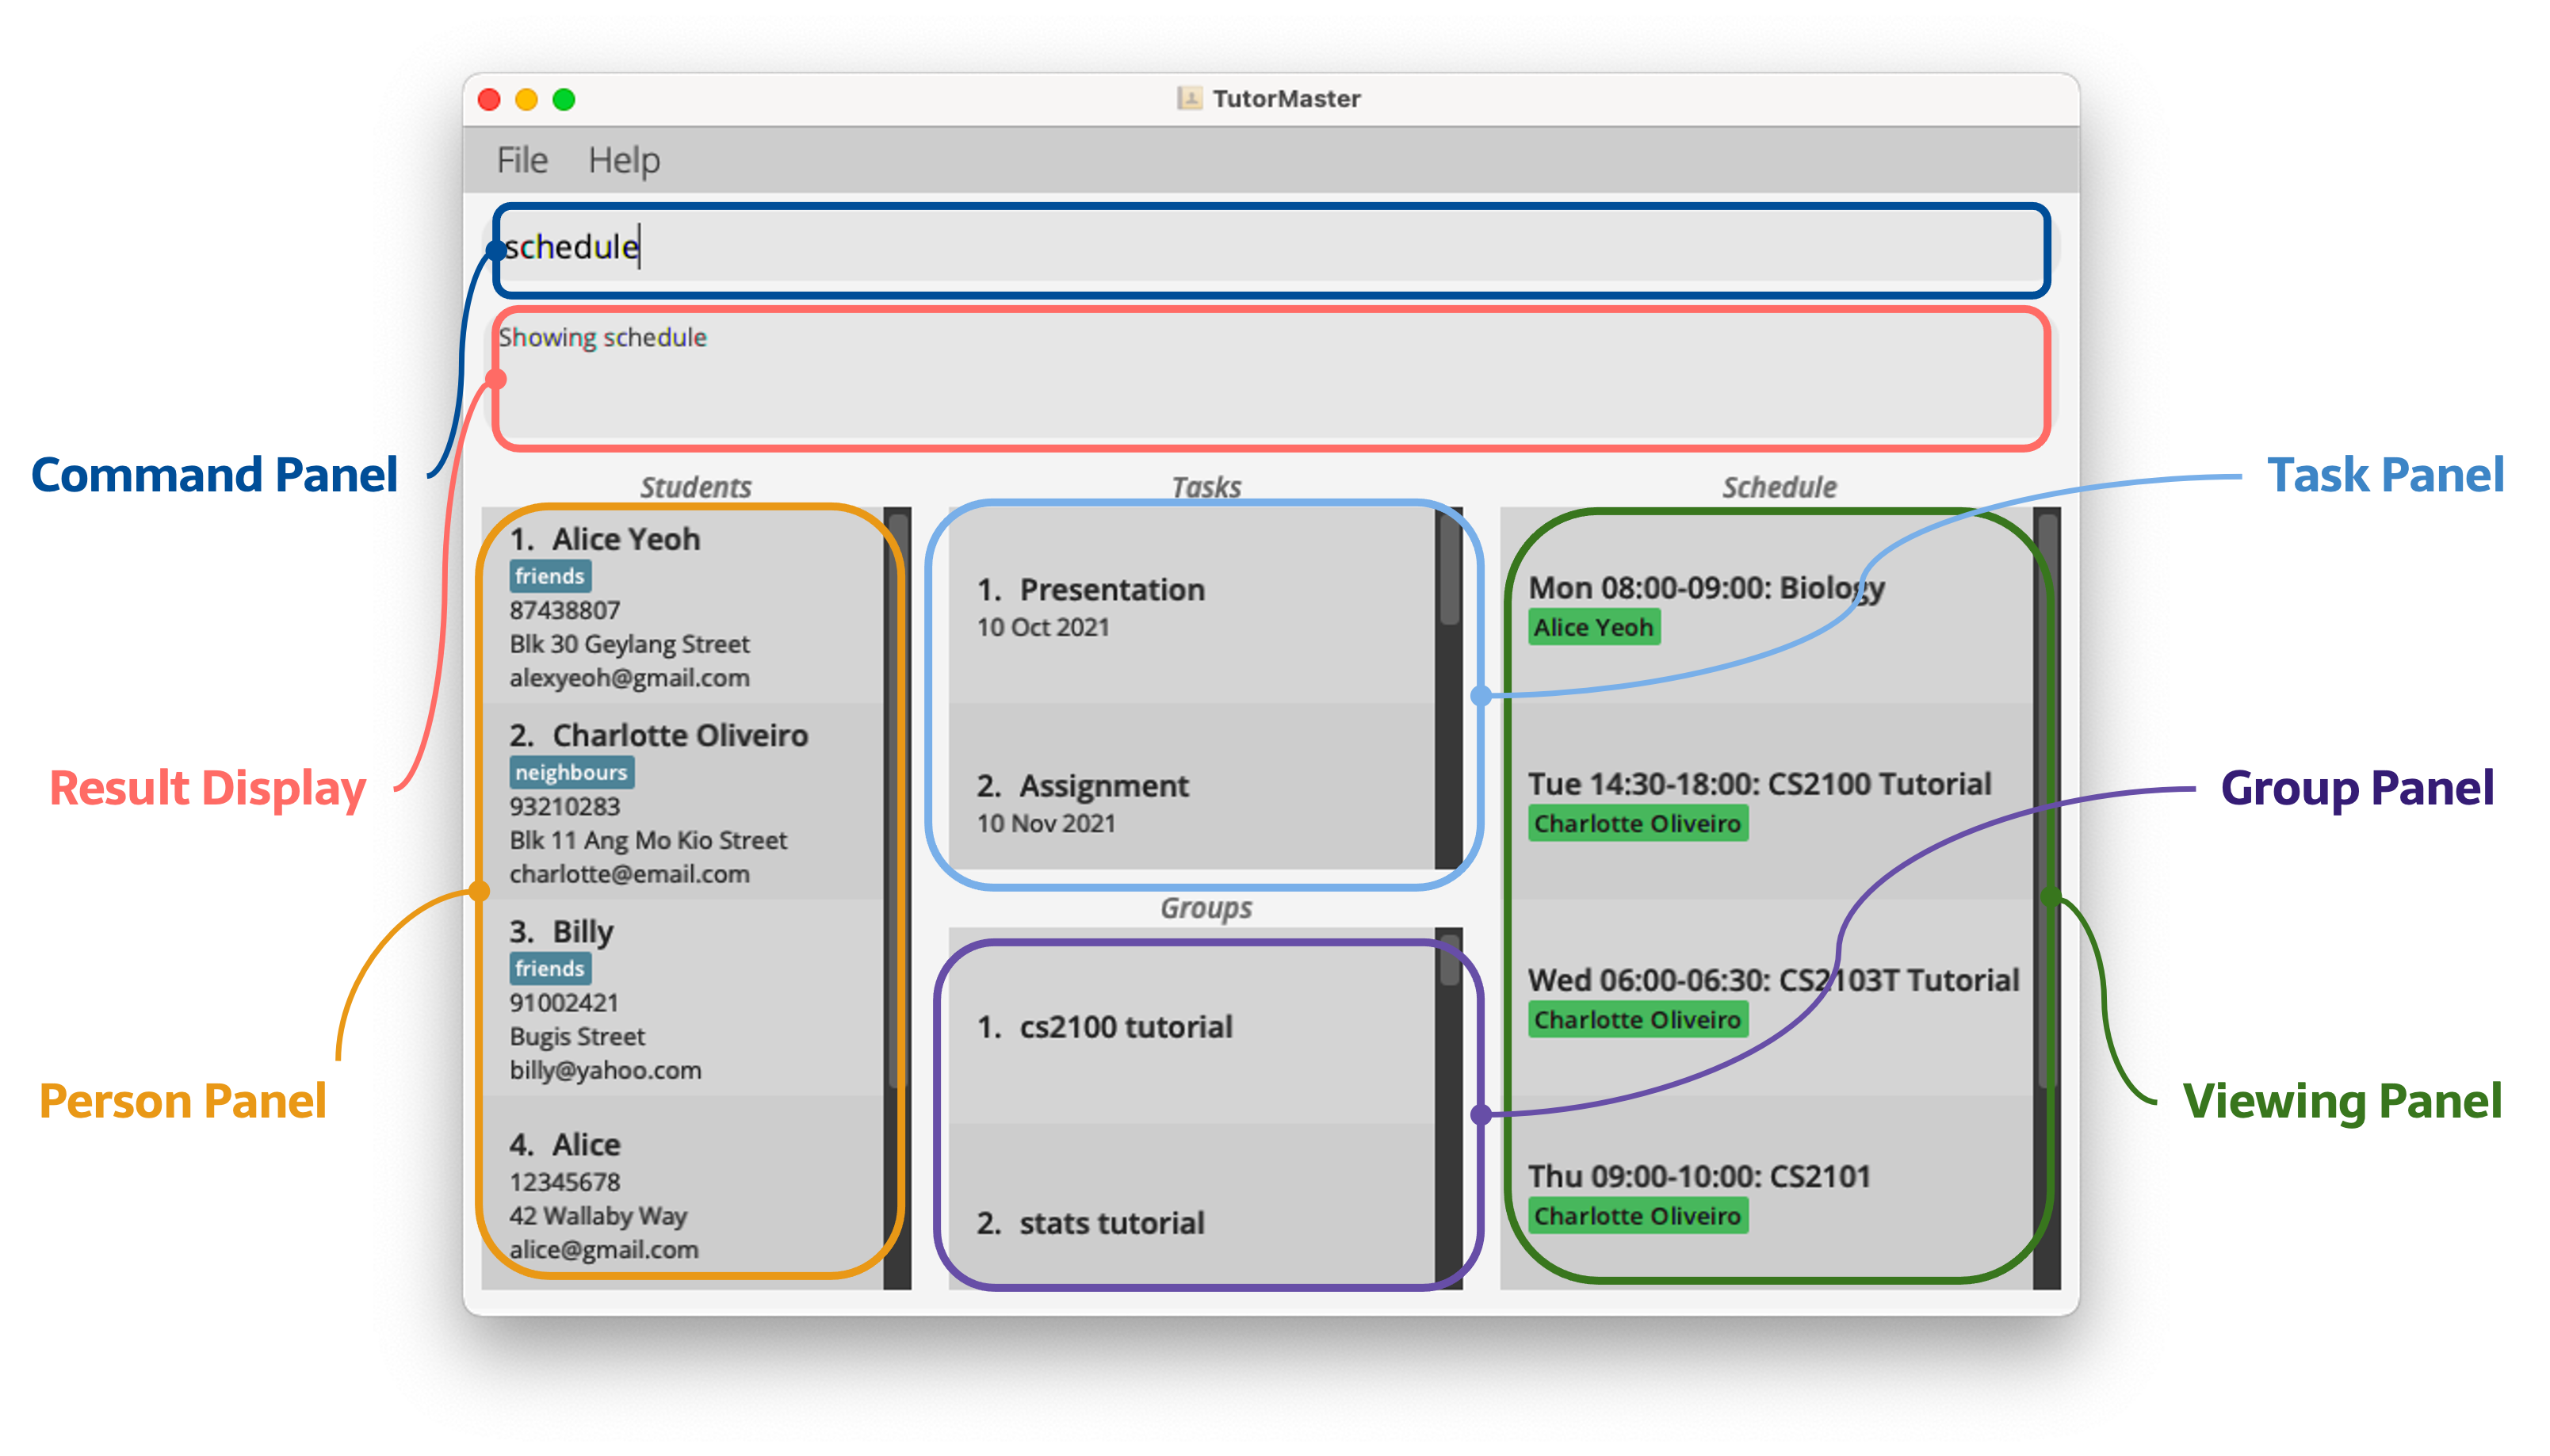 TutorMaster
File Help
schedule
Showing schedule
Command Panel
Result Display
Person Panel
Students
1. Alice Yeoh
friends
87438807
Blk 30 Geylang Street
alexyeoh@gmail.com
2. Charlotte Oliveiro
neighbours
93210283
Blk 11 Ang Mo Kio Street
charlotte@email.com
3. Billy
friends
91002421
Bugis Street
billy@yahoo.com
4. Alice
12345678
42 Wallaby Way
alice@gmail.com
Tasks
1. Presentation
10 Oct 2021
2. Assignment
10 Nov 2021
Groups
1. cs2100 tutorial
2. stats tutorial
Schedule
Mon 08:00-09:00: Biology
Alice Yeoh
Tue 14:30-18:00: CS2100 Tutorial
Charlotte Oliveiro
Wed 06:00-06:30: CS2103T Tutorial
Charlotte Oliveiro
Thu 09:00-10:00: CS2101
Charlotte Oliveiro
Task Panel
Group Panel
Viewing Panel